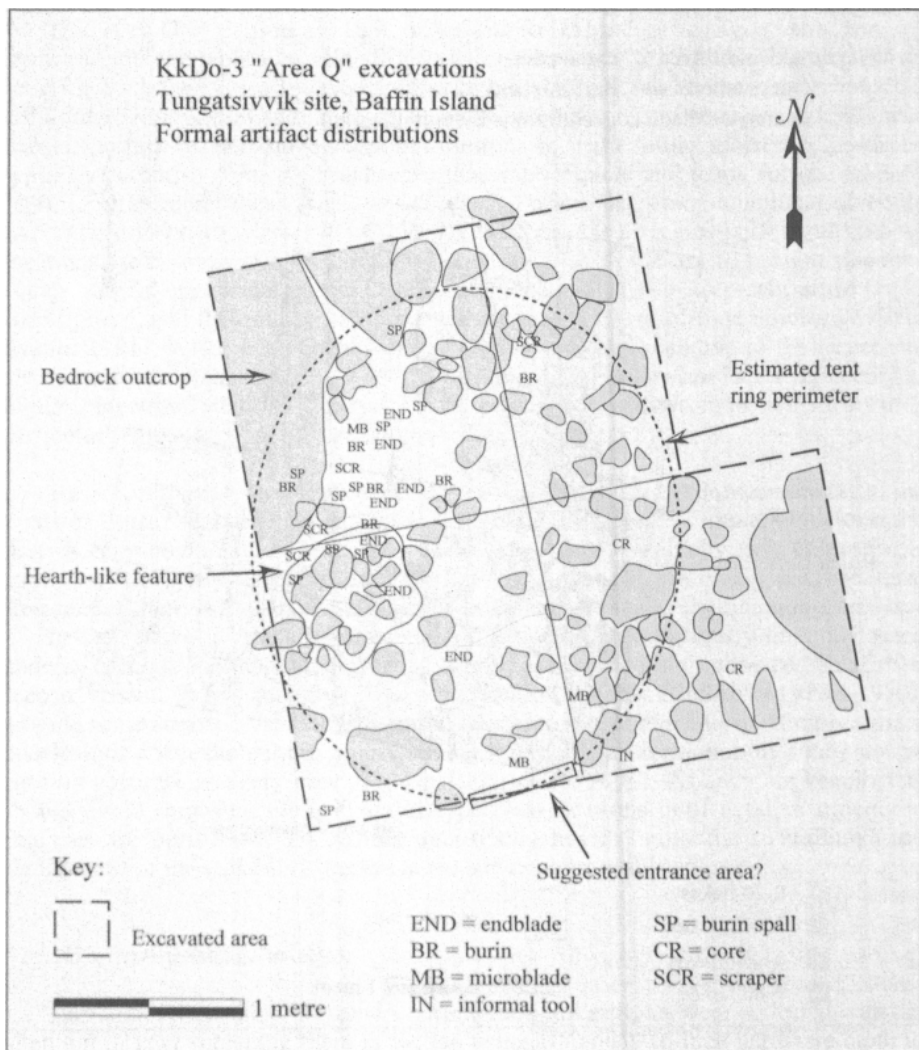 KkDo-3 "Area Q" excavations
Tungatsivvik site, Baffin Island
Formal artifact distributions
N
SP
SCR
Bedrock outcrop
BR
Estimated tent
ring perimeter
END SP
MB SP
BR END
SCR
SP
BR
SP BR END
BR
SP
END
SCR
BR
END
SCR
SP
CR
Hearth-like feature
SP
END
END
CR
MB
MB
IN
BR
SP
Suggested entrance area?
Key:
Excavated area
1 metre
END = endblade
BR = burin
MB = microblade
IN = informal tool
SP = burin spall
CR = core
SCR = scraper